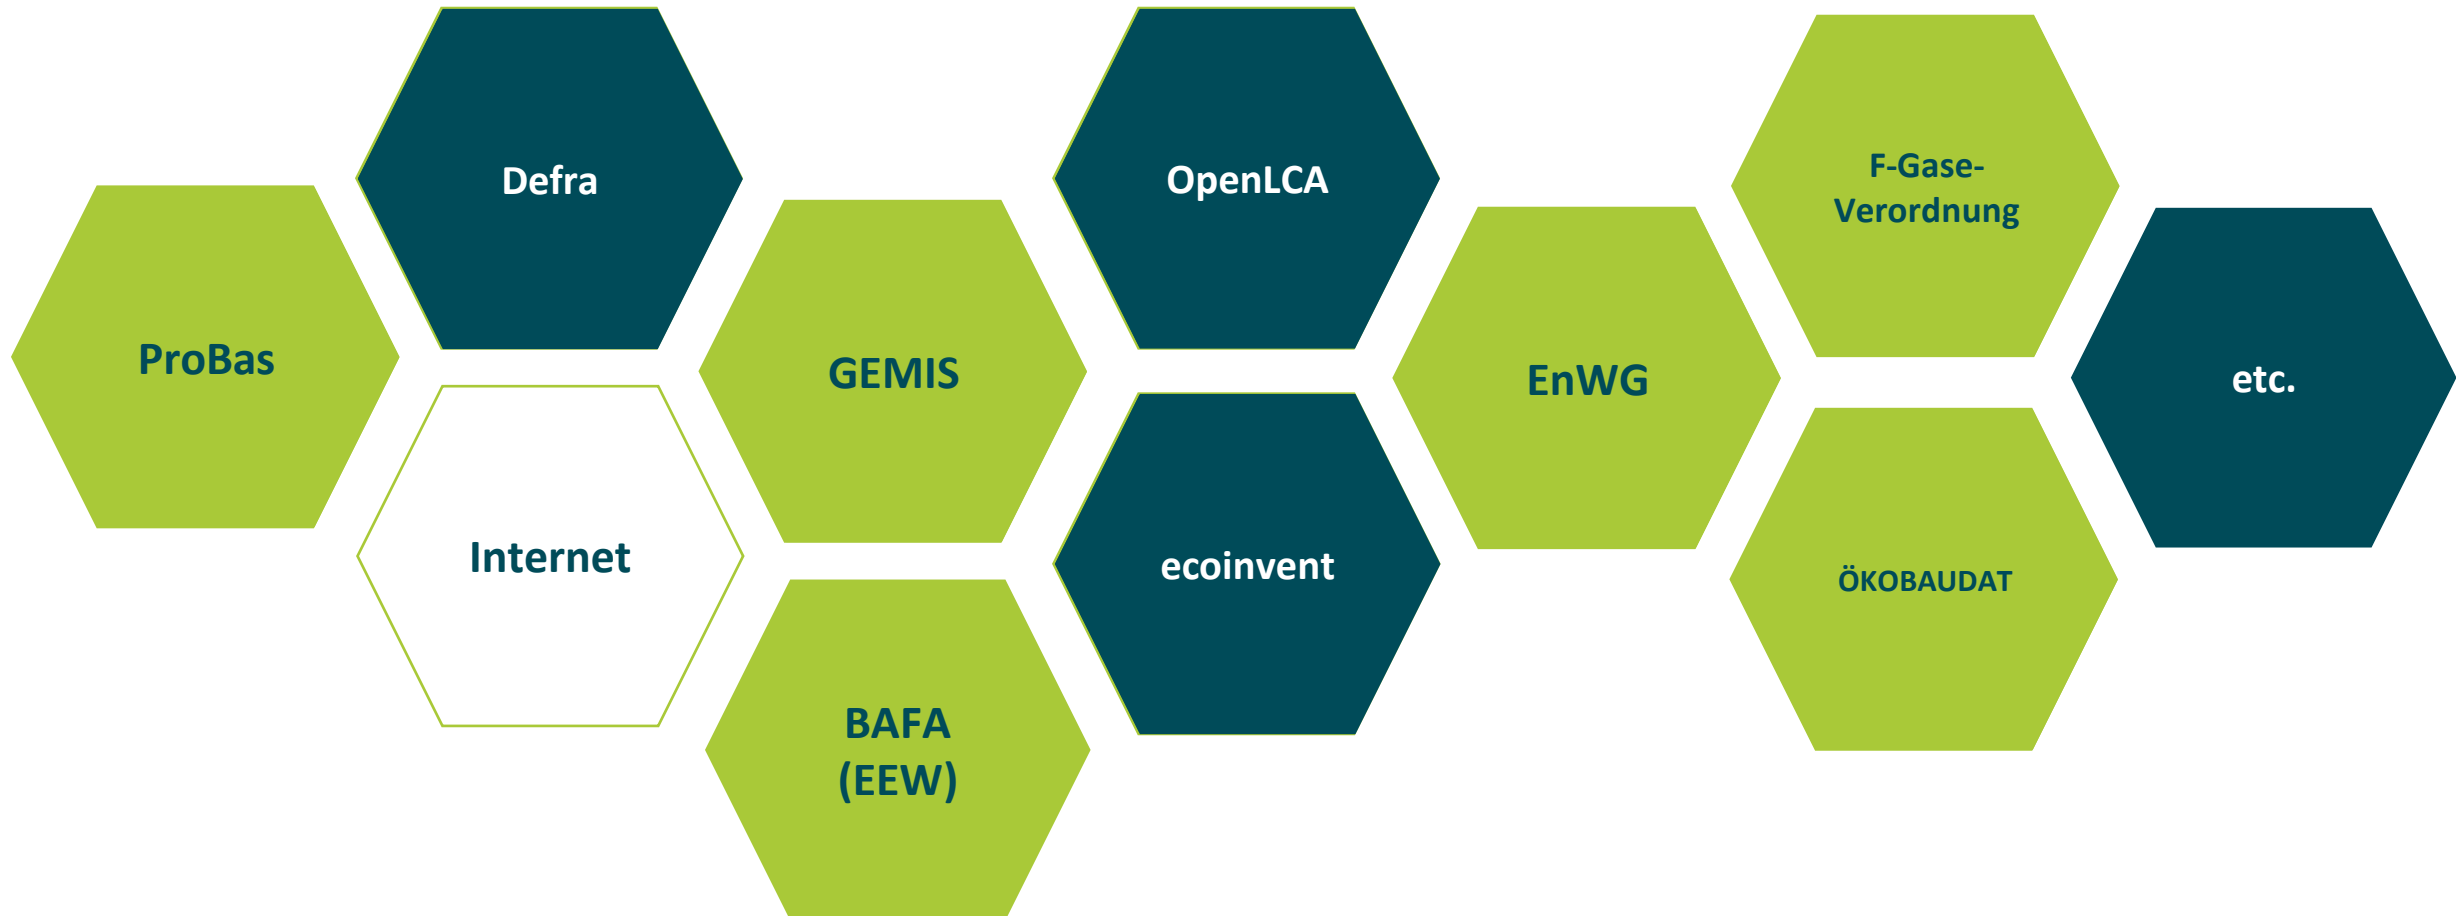 Defra
OpenLCA
F-Gase-
Verordnung
ProBas
GEMIS
EnWG
etc.
Internet
ecoinvent
ÖKOBAUDAT
BAFA
(EEW)